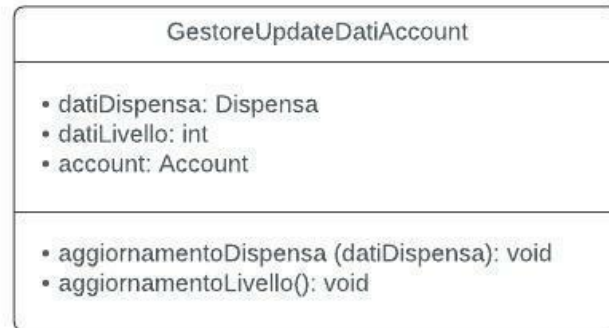 GestoreUpdateDatiAccount
• datiDispensa: Dispensa
• datiLivello: int
• account: Account
• aggiornamentoDispensa (datiDispensa): void
• aggiornamentoLivello(): void